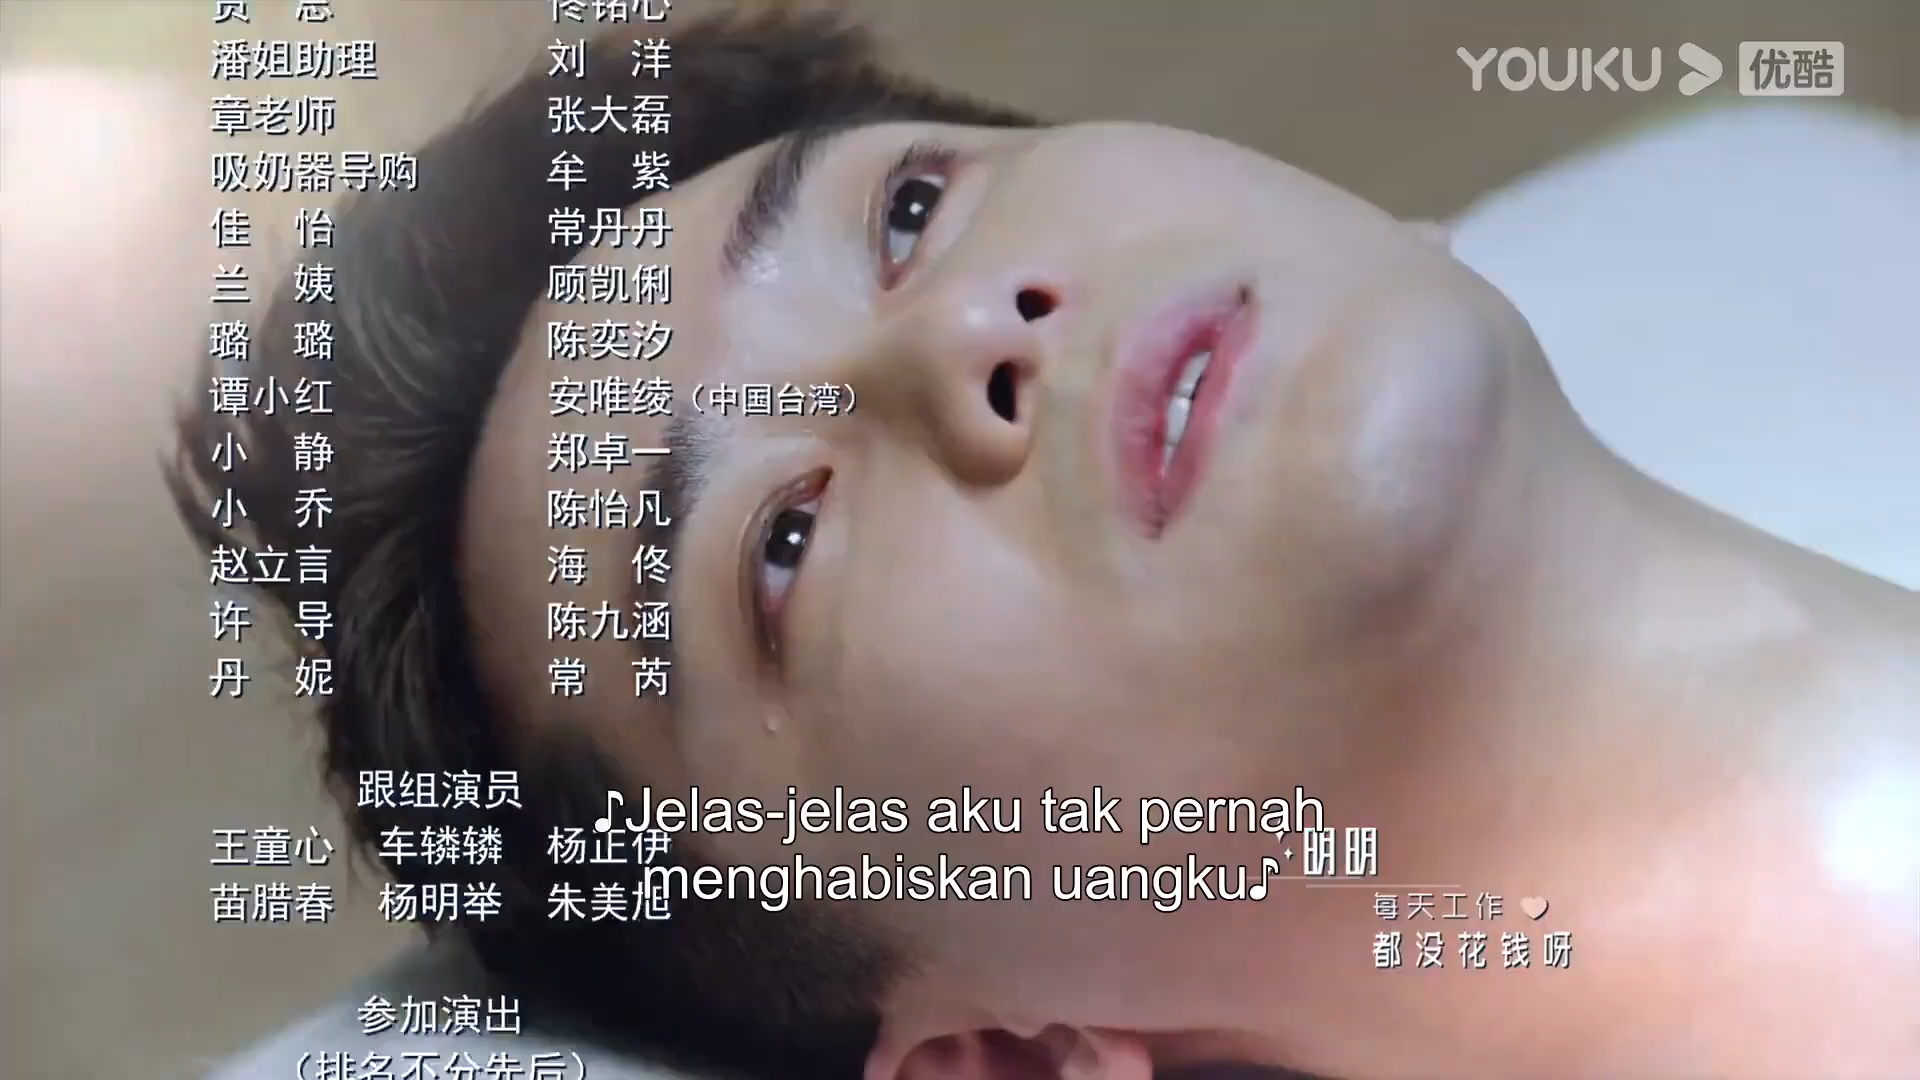 YOUKU 优酷
潘姐助理 刘 洋
章老师 张大磊
吸奶器导购 牟 紫
佳 怡 常丹丹
兰 姨 顾凯俐
璐 璐 陈奕汐
谭小红 安唯绫（中国台湾）
小 静 郑卓一
小 乔 陈怡凡
赵立言 海 佟
许 导 陈九涵
丹 妮 常 芮
跟组演员
王童心 车辚辚 杨正伊
苗腊春 杨明举 朱美旭
♪Jelas-jelas aku tak pernah
menghabiskan uangku♪
明明
每天工作
都没花钱呀
参加演出
（排名不分先后）